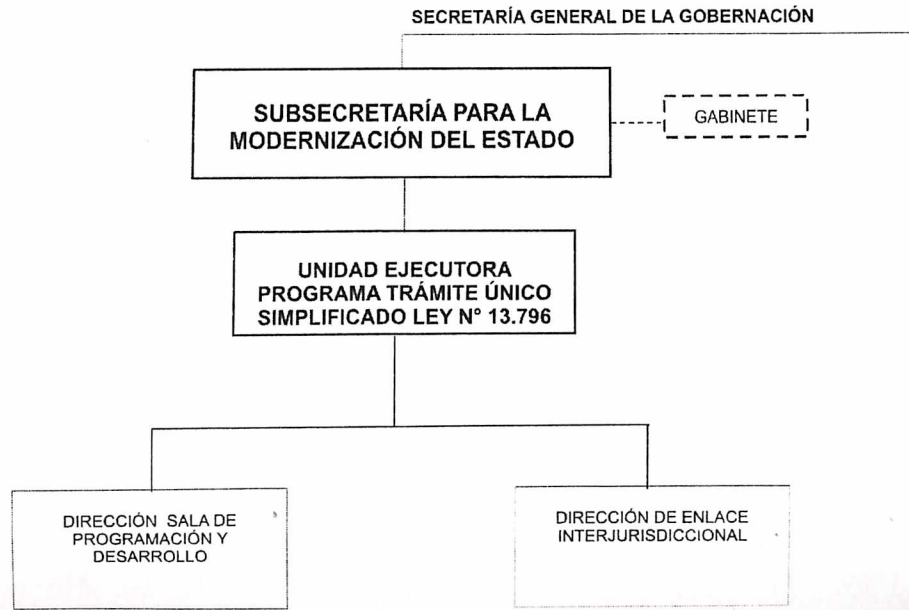 SECRETARÍA GENERAL DE LA GOBERNACIÓN
SUBSECRETARÍA PARA LA
MODERNIZACIÓN DEL ESTADO
GABINETE
UNIDAD EJECUTORA
PROGRAMA TRÁMITE ÚNICO
SIMPLIFICADO LEY N° 13.796
DIRECCIÓN SALA DE
PROGRAMACIÓN Y
DESARROLLO
DIRECCIÓN DE ENLACE
INTERJURISDICCIONAL